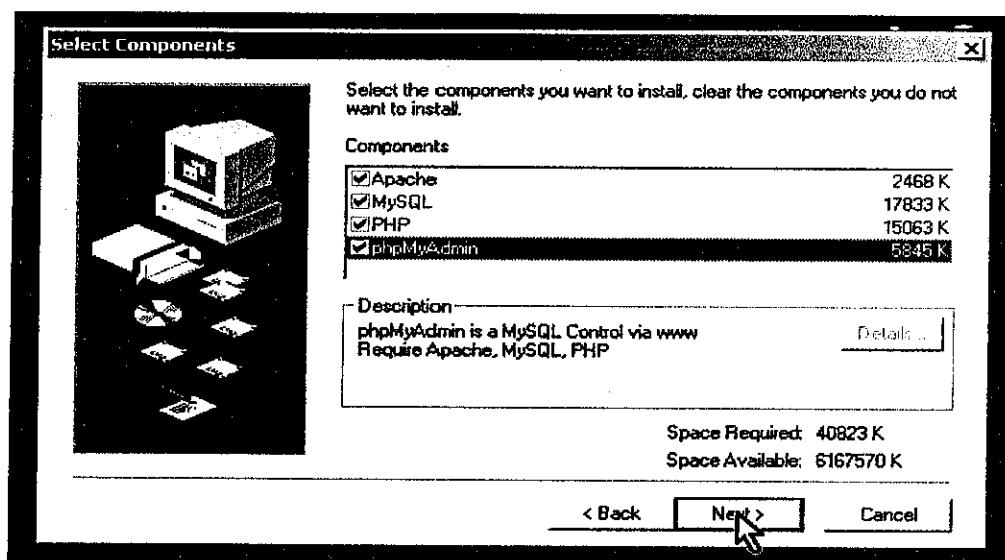 Select Components
Select the components you want to install, clear the components you do not
want to install.
Components
Apache 2468 K
MySQL 17833 K
PHP 15063 K
phpMyAdmin 5845 K
Description
phpMyAdmin is a MySQL Control via www
Require Apache, MySQL, PHP
Details...
Space Required: 40823 K
Space Available: 6167570 K
< Back Next > Cancel